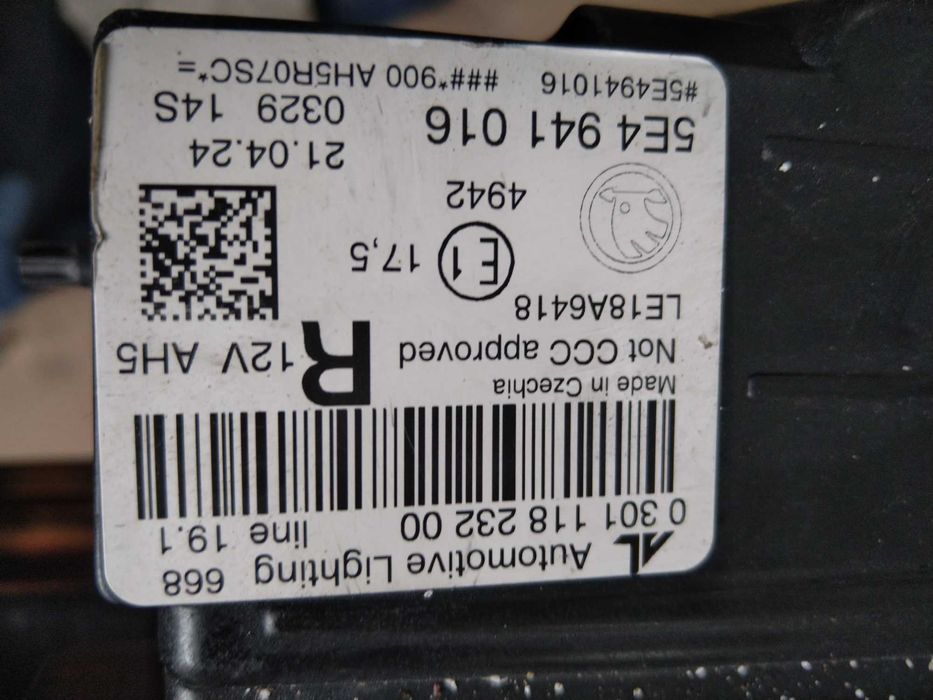 AL Automotive Lighting 668
0 301 118 232 00 line 19.1
Made in Czechia
Not CCC approved R 12V AH5
LE18A6418
E1 17,5
4942
21.04.24
5E4 941 016 0329 14S
#5E4941016 ###*900 AH5R07SC*=